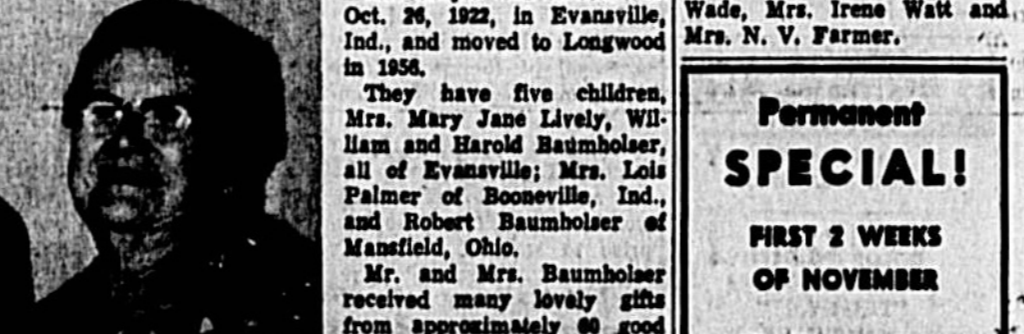 Oct. 26, 1922, in Evansville,
Ind., and moved to Longwood
in 1956.
They have five children,
Mrs. Mary Jane Lively, Wil-
liam and Harold Baumholser,
all of Evansville; Mrs. Lois
Palmer of Booneville, Ind.,
and Robert Baumholser of
Mansfield, Ohio.
Mr. and Mrs. Baumholser
received many lovely gifts
from approximately 60 good
Wade, Mrs. Irene Watt and
Mrs. N. V. Farmer.
Permanent
SPECIAL!
FIRST 2 WEEKS
OF NOVEMBER